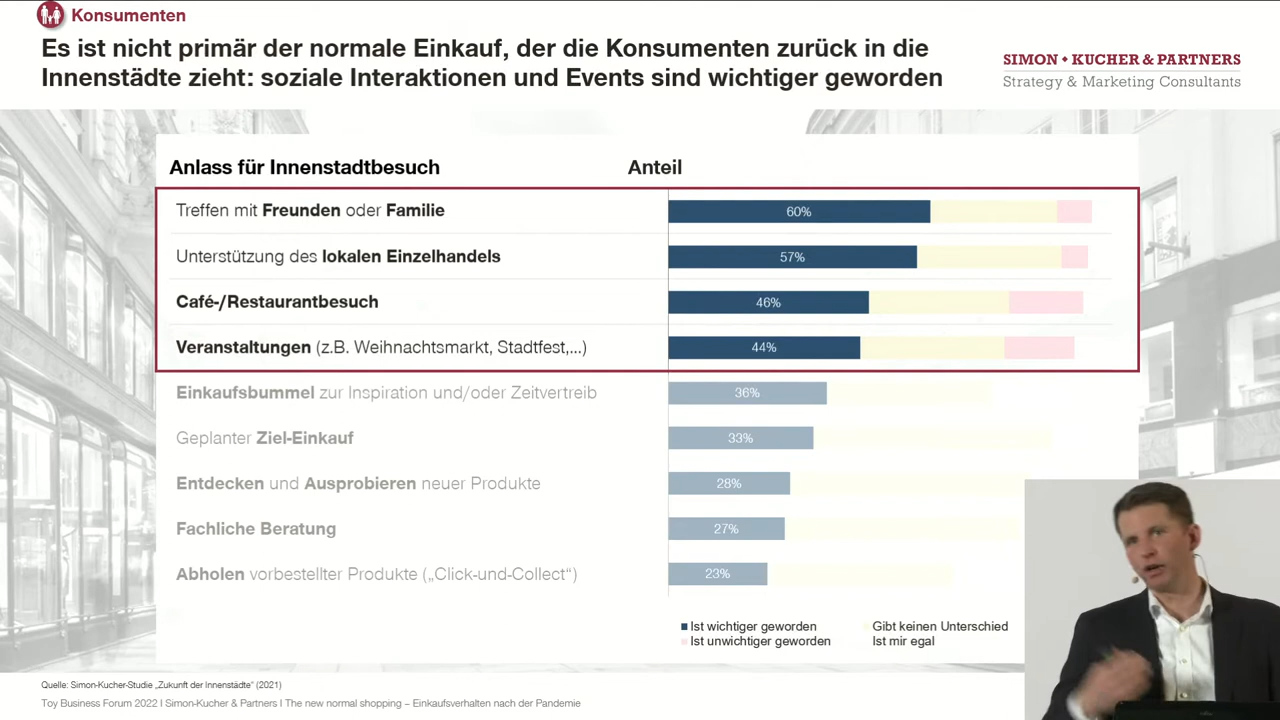 Konsumenten
Es ist nicht primär der normale Einkauf, der die Konsumenten zurück in die
Innenstädte zieht: soziale Interaktionen und Events sind wichtiger geworden
SIMON • KUCHER & PARTNERS
Strategy & Marketing Consultants
Anlass für Innenstadtbesuch Anteil
Treffen mit Freunden oder Familie 60%
Unterstützung des lokalen Einzelhandels 57%
Café-/Restaurantbesuch 46%
Veranstaltungen (z.B. Weihnachtsmarkt, Stadtfest,...) 44%
Einkaufsbummel zur Inspiration und/oder Zeitvertreib 36%
Geplanter Ziel-Einkauf 33%
Entdecken und Ausprobieren neuer Produkte 28%
Fachliche Beratung 27%
Abholen vorbestellter Produkte („Click-und-Collect“) 23%
Ist wichtiger geworden Gibt keinen Unterschied
Ist unwichtiger geworden Ist mir egal
Quelle: Simon-Kucher-Studie „Zukunft der Innenstädte“ (2021)
Toy Business Forum 2022 I Simon-Kucher & Partners I The new normal shopping – Einkaufsverhalten nach der Pandemie